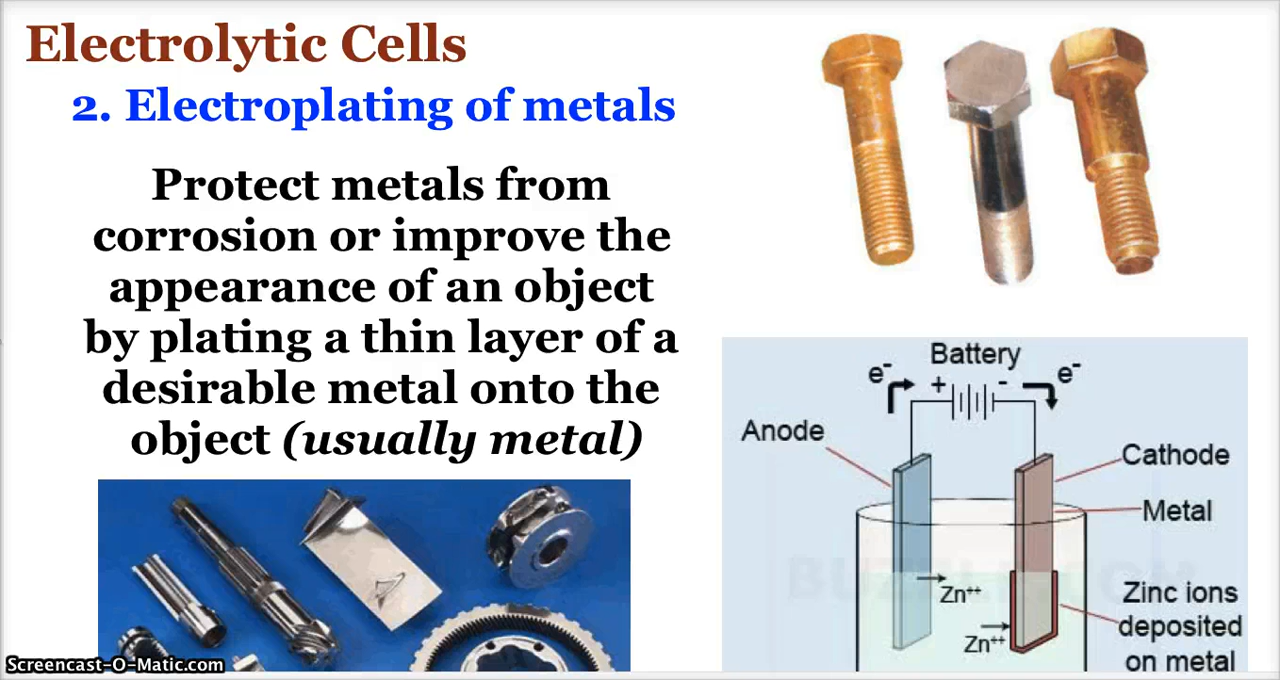 Electrolytic Cells
2. Electroplating of metals
Protect metals from
corrosion or improve the
appearance of an object
by plating a thin layer of a
desirable metal onto the
object (usually metal)
Battery
e⁻ + - e⁻
Anode
Cathode
Metal
Zn⁺⁺
Zn⁺⁺
Zinc ions
deposited
on metal
Screencast-O-Matic.com